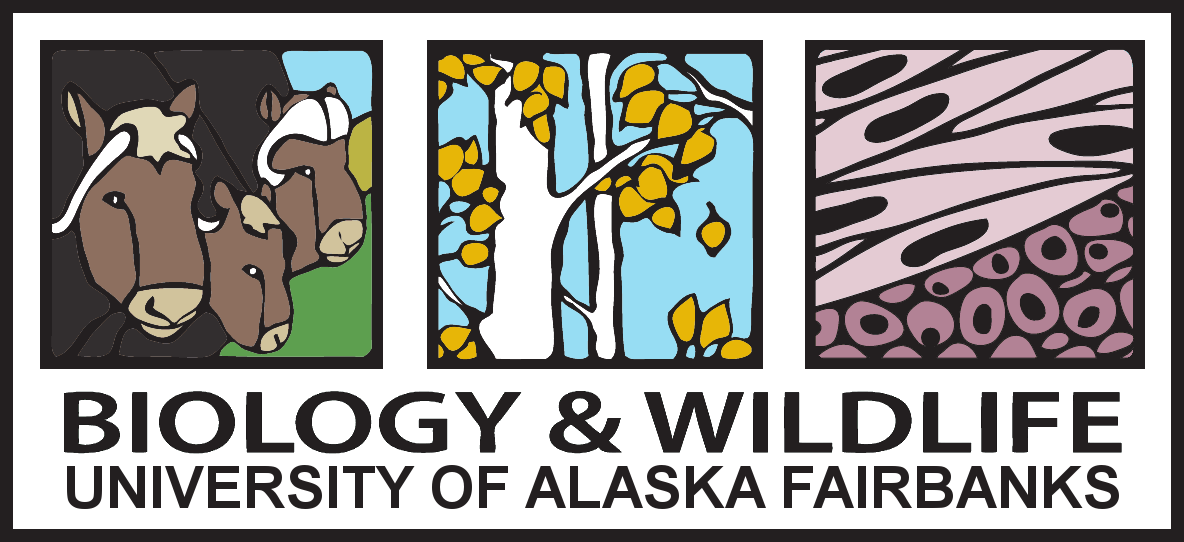 BIOLOGY & WILDLIFE
UNIVERSITY OF ALASKA FAIRBANKS